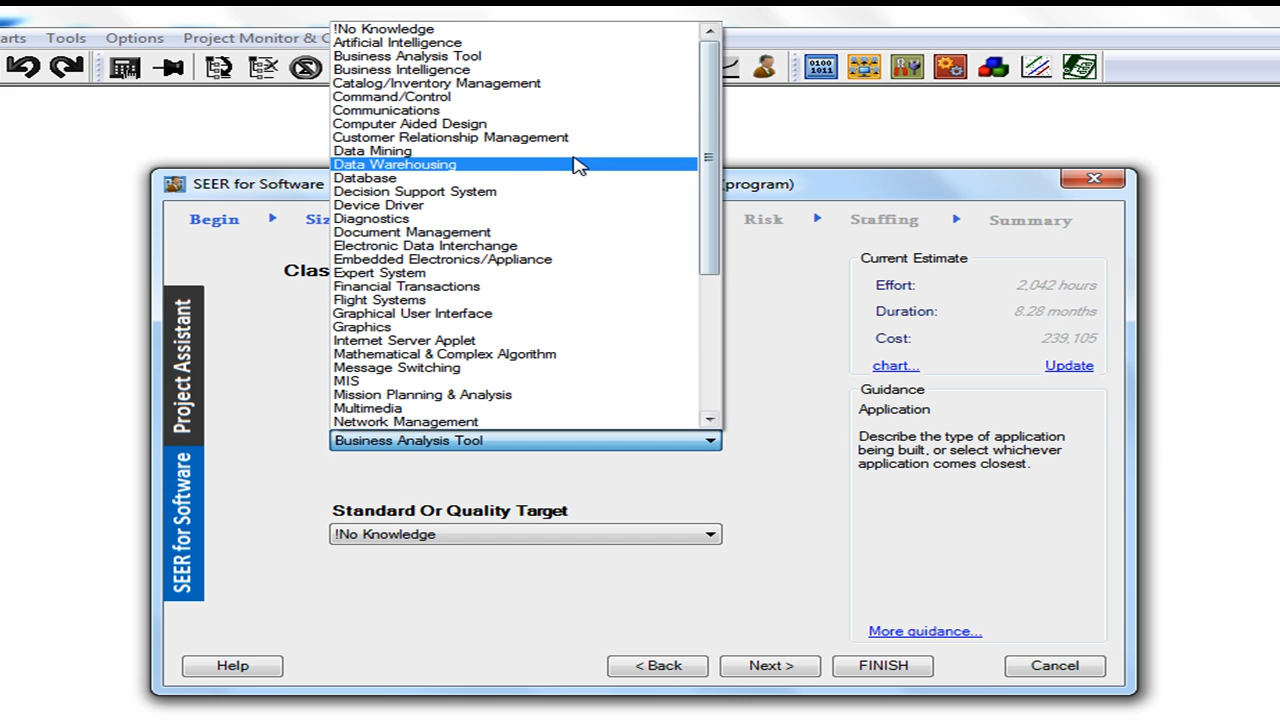 arts Tools Options Project Monitor & C
!No Knowledge
Artificial Intelligence
Business Analysis Tool
Business Intelligence
Catalog/Inventory Management
Command/Control
Communications
Computer Aided Design
Customer Relationship Management
Data Mining
Data Warehousing
Database
Decision Support System
Device Driver
Diagnostics
Document Management
Electronic Data Interchange
Embedded Electronics/Appliance
Expert System
Financial Transactions
Flight Systems
Graphical User Interface
Graphics
Internet Server Applet
Mathematical & Complex Algorithm
Message Switching
MIS
Mission Planning & Analysis
Multimedia
Network Management
Business Analysis Tool
0100
1011
SEER for Software
(program)
Begin Siz Risk Staffing Summary
Clas
Project Assistant
SEER for Software
Standard Or Quality Target
!No Knowledge
Current Estimate
Effort: 2,042 hours
Duration: 8.28 months
Cost: 239,105
chart... Update
Guidance
Application
Describe the type of application
being built, or select whichever
application comes closest.
More guidance...
Help < Back Next > FINISH Cancel